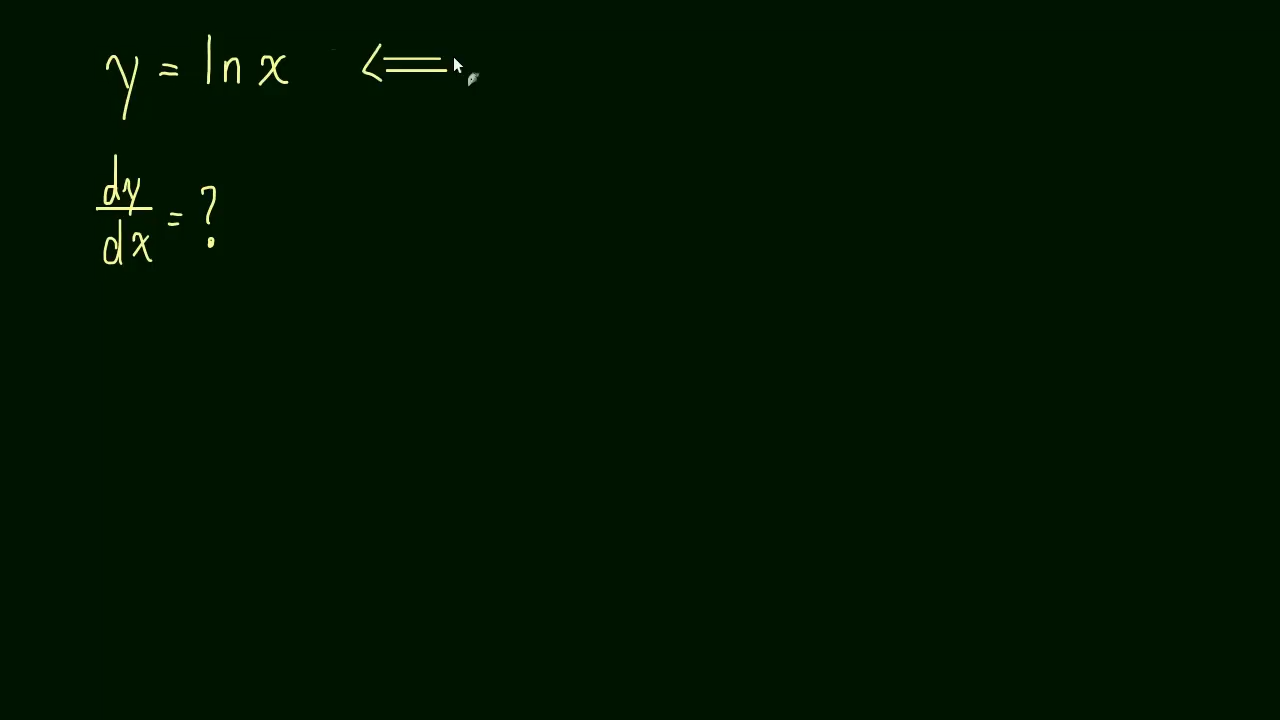 y = ln x <==
dy/dx = ?